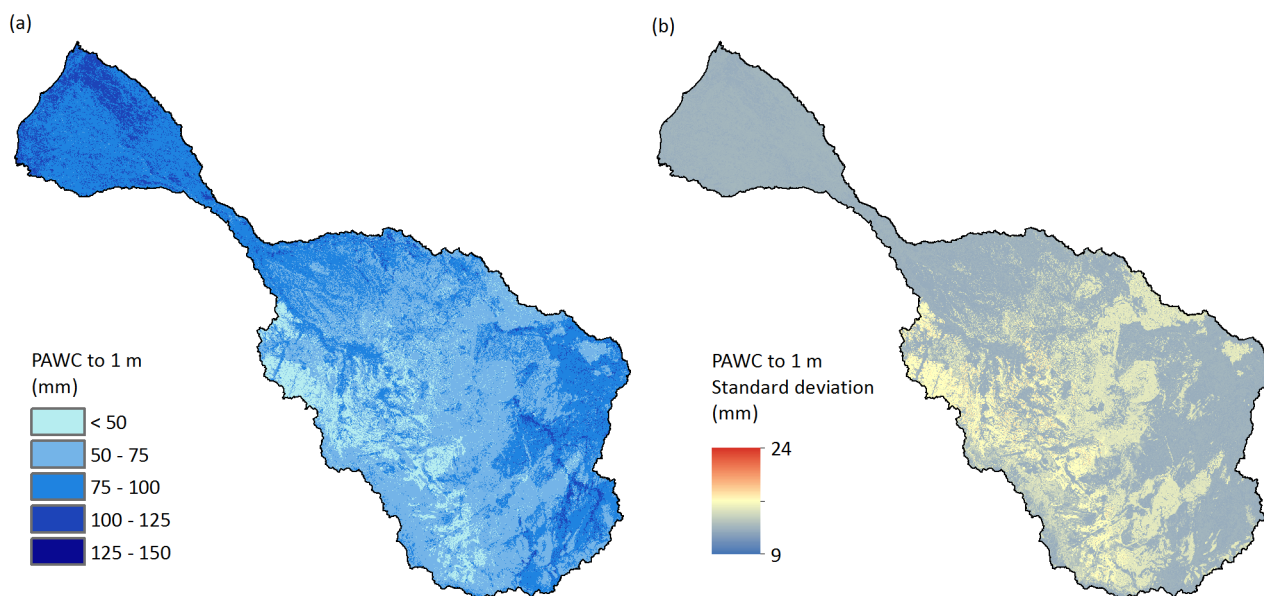 (a)
(b)
PAWC to 1 m
(mm)
< 50
50 - 75
75 - 100
100 - 125
125 - 150
PAWC to 1 m
Standard deviation
(mm)
24
9